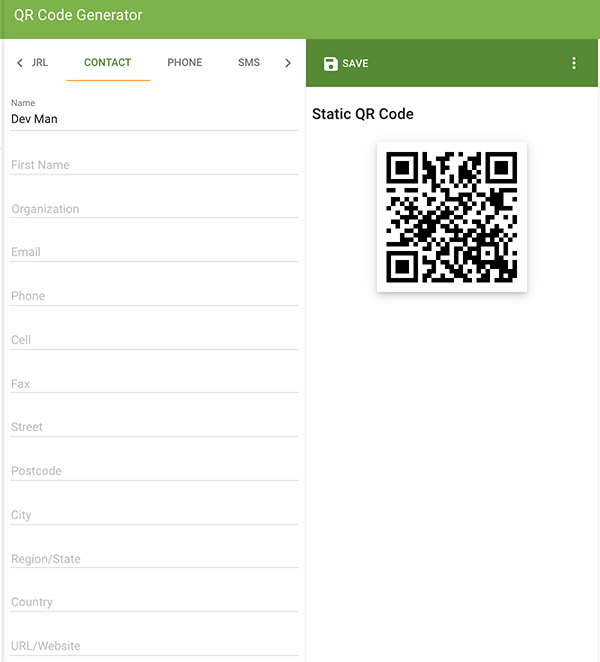 QR Code Generator
JRL CONTACT PHONE SMS
SAVE
Name
Dev Man
First Name
Organization
Email
Phone
Cell
Fax
Street
Postcode
City
Region/State
Country
URL/Website
Static QR Code